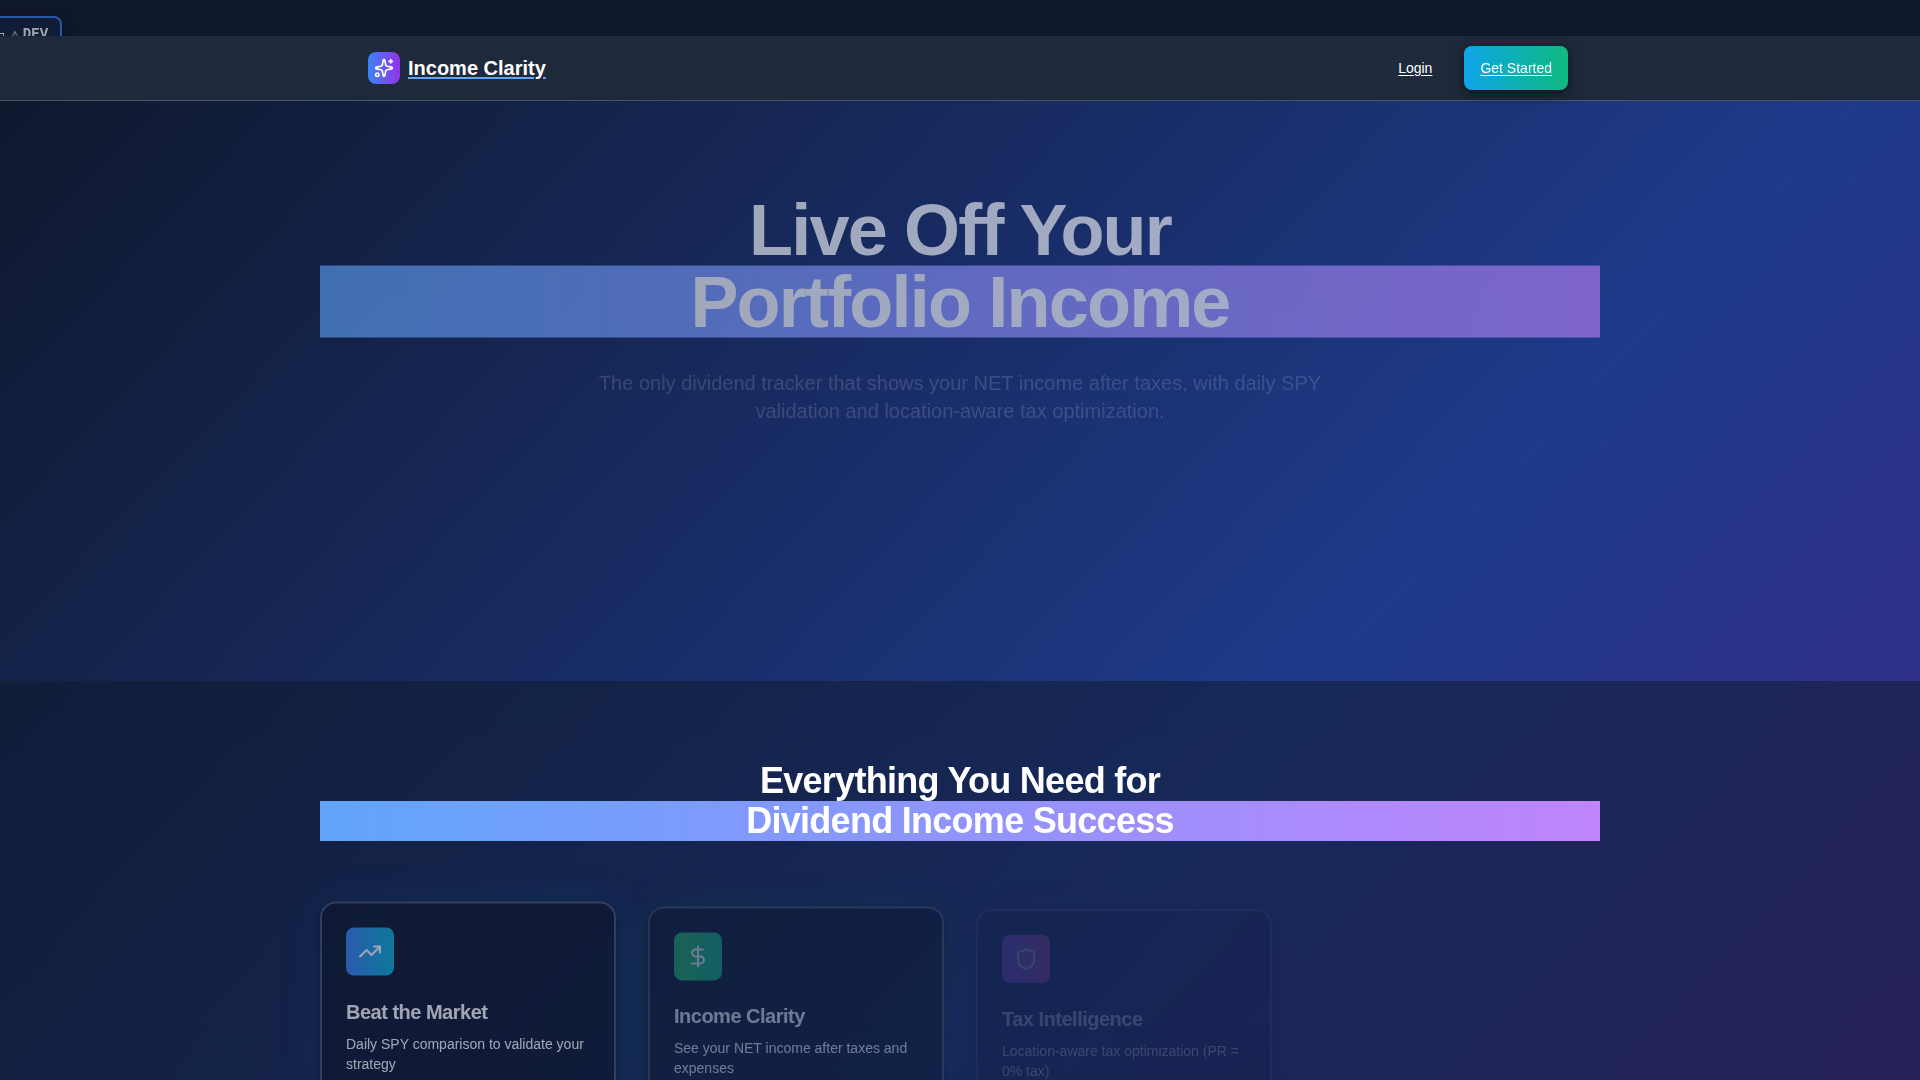 DEV
Income Clarity
Login
Get Started
Live Off Your
Portfolio Income
The only dividend tracker that shows your NET income after taxes, with daily SPY
validation and location-aware tax optimization.
Everything You Need for
Dividend Income Success
Beat the Market
Daily SPY comparison to validate your
strategy
Income Clarity
See your NET income after taxes and
expenses
Tax Intelligence
Location-aware tax optimization (PR =
0% tax)